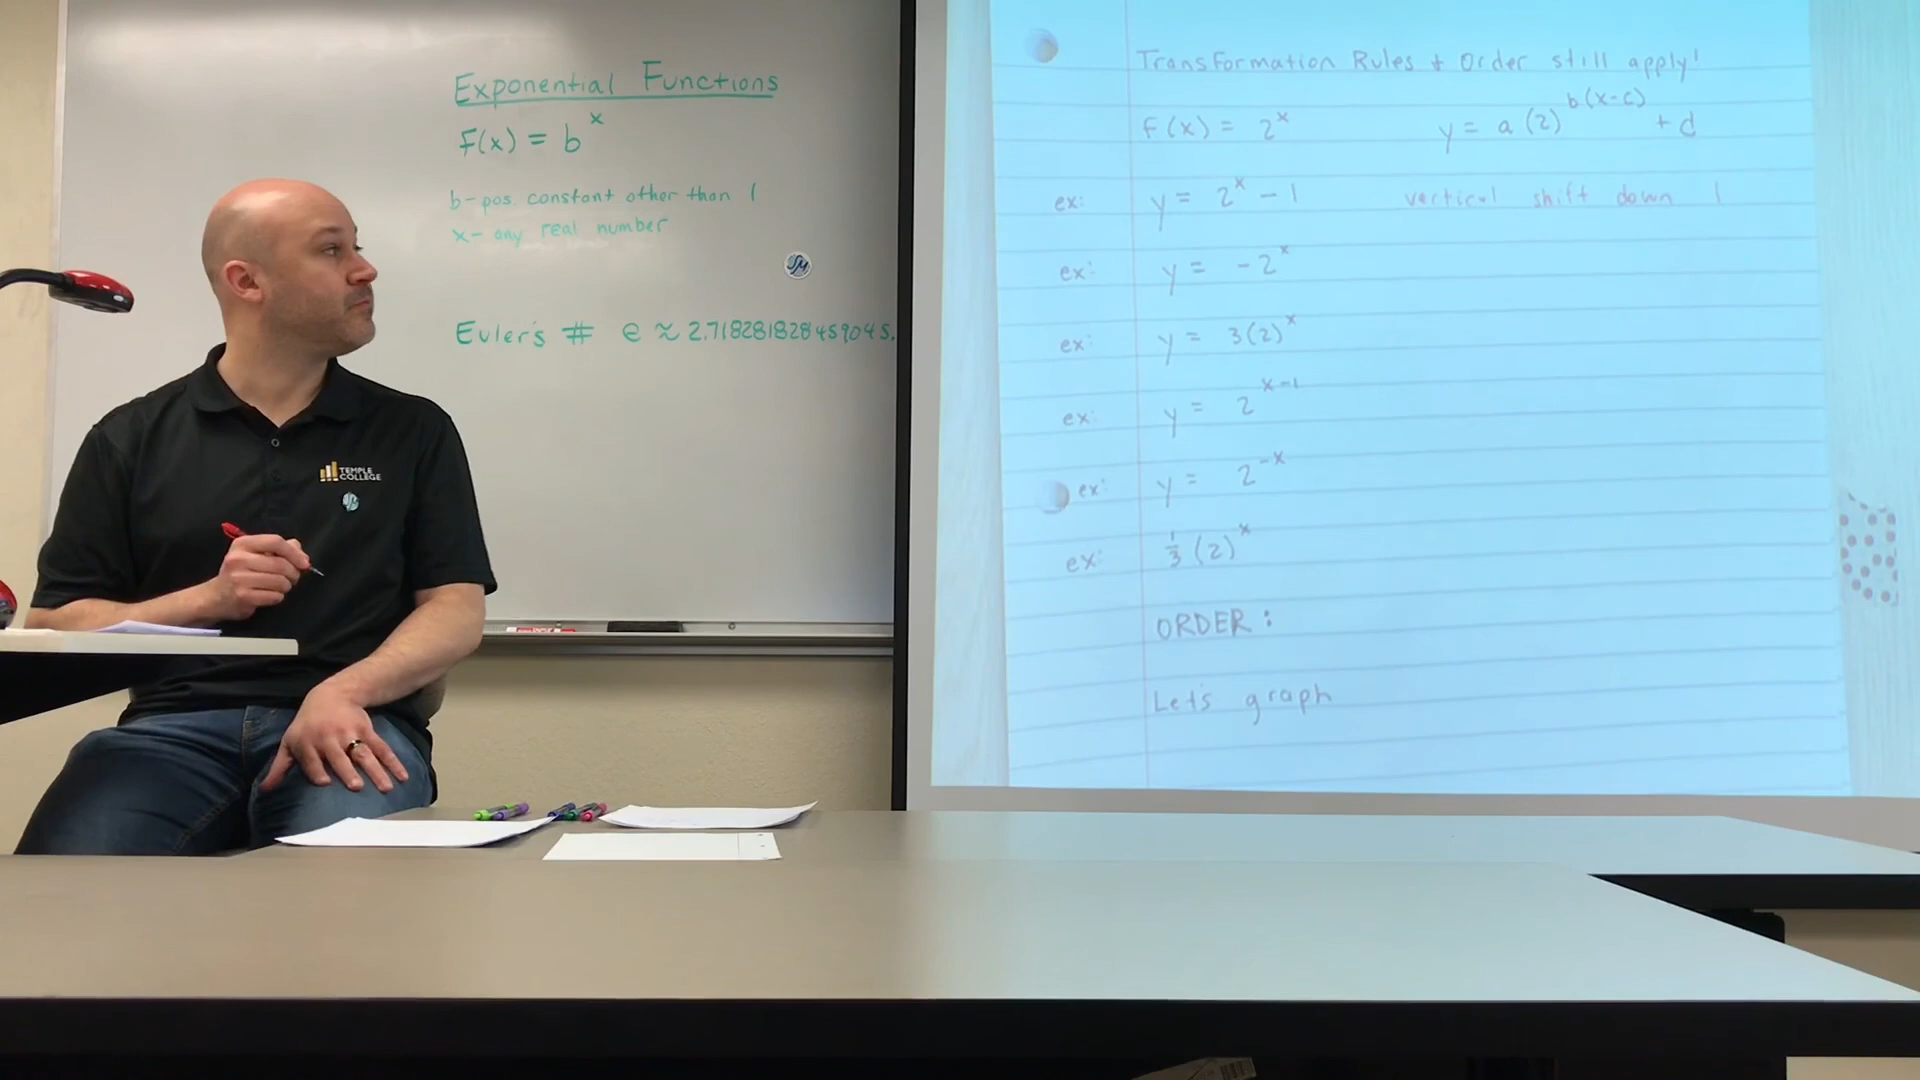 Exponential Functions
f(x) = b^x
b - pos. constant other than 1
x - any real number
Euler's # e ≈ 2.718281828459045.
TEMPLE
COLLEGE
Transformation Rules + Order still apply!
f(x) = 2^x y = a(2)^b(x-c) + d
ex: y = 2^x - 1 vertical shift down 1
ex: y = -2^x
ex: y = 3(2)^x
ex: y = 2^x-1
ex: y = 2^-x
ex: 1/3 (2)^x
ORDER:
Let's graph